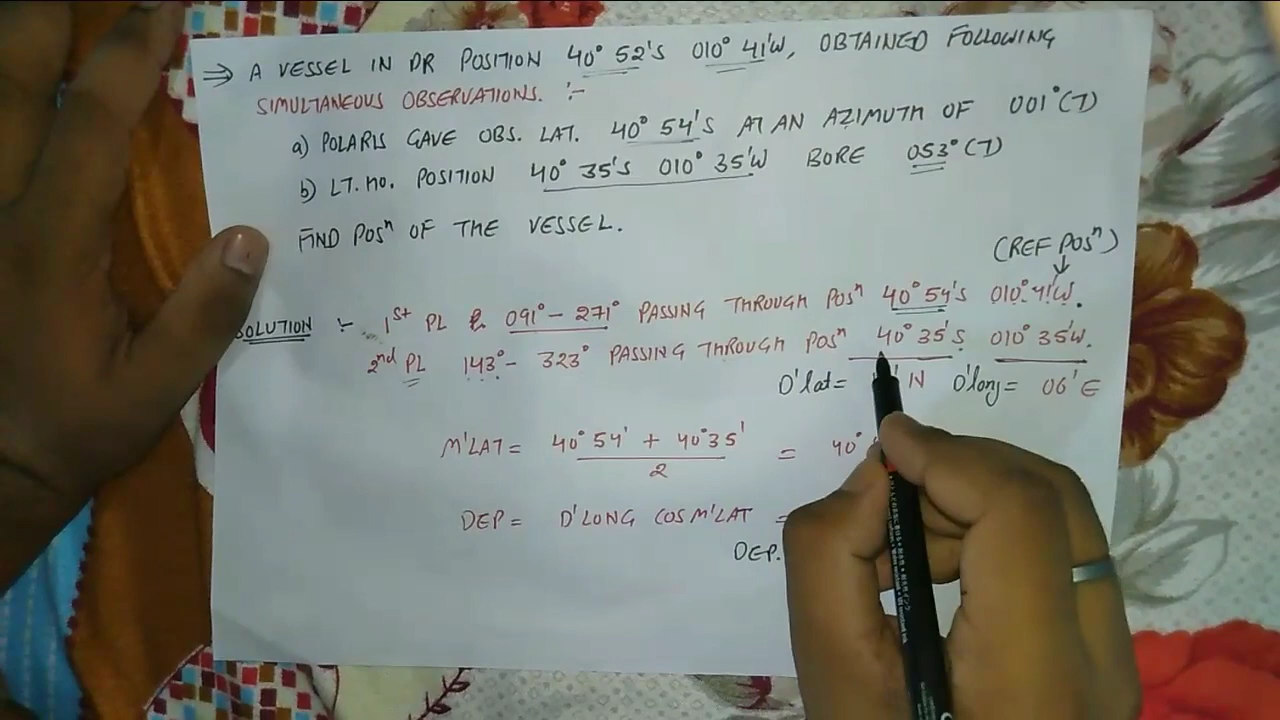 ⇒ A VESSEL IN DR POSITION 40° 52'S 010° 41'W, OBTAINED FOLLOWING
SIMULTANEOUS OBSERVATIONS. :-
a) POLARIS GAVE OBS. LAT. 40° 54'S AT AN AZIMUTH OF 001°(T)
b) LT. HO. POSITION 40° 35'S 010° 35'W BORE 053°(T)
FIND POSⁿ OF THE VESSEL.
(REF POSⁿ)
SOLUTION :- 1st PL 091° - 271° PASSING THROUGH POSⁿ 40° 54'S 010° 41'W.
2nd PL 143° - 323° PASSING THROUGH POSⁿ 40° 35'S 010° 35'W.
D'lat= N D'long= 06' E
M'LAT= 40° 54' + 40° 35' / 2 = 40°
DEP= D'LONG COS M'LAT =
DEP.